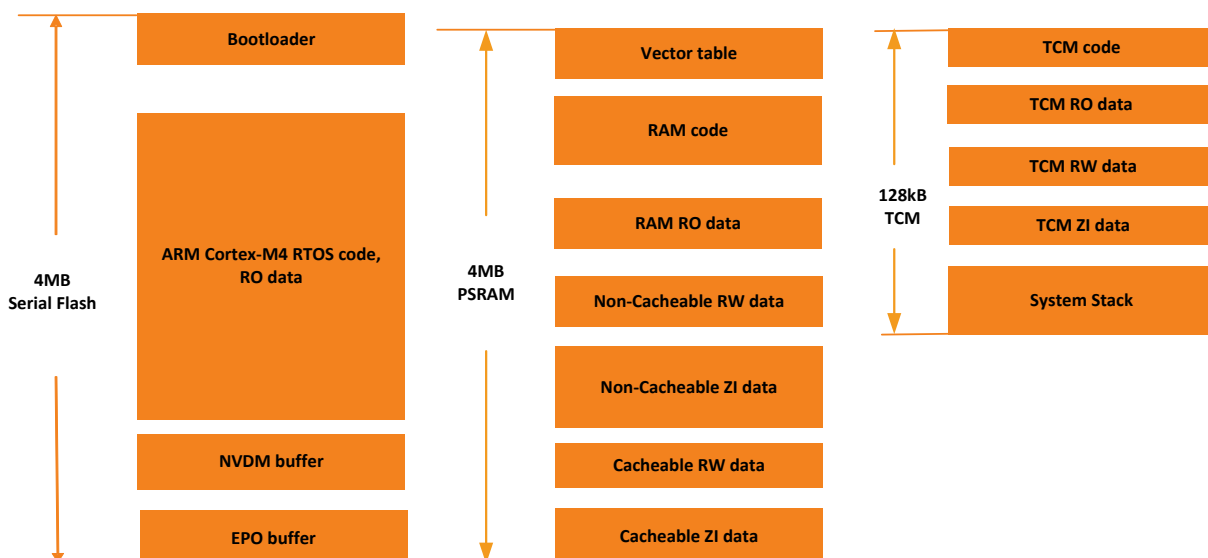 4MB
Serial Flash
Bootloader
ARM Cortex-M4 RTOS code,
RO data
NVDM buffer
EPO buffer
4MB
PSRAM
Vector table
RAM code
RAM RO data
Non-Cacheable RW data
Non-Cacheable ZI data
Cacheable RW data
Cacheable ZI data
128kB
TCM
TCM code
TCM RO data
TCM RW data
TCM ZI data
System Stack